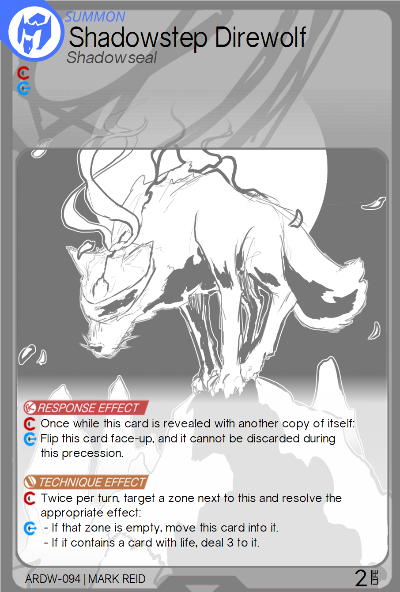 SUMMON
Shadowstep Direwolf
Shadowseal
RESPONSE EFFECT
Once while this card is revealed with another copy of itself:
Flip this card face-up, and it cannot be discarded during
this precession.
TECHNIQUE EFFECT
Twice per turn, target a zone next to this and resolve the
appropriate effect:
- If that zone is empty, move this card into it.
- If it contains a card with life, deal 3 to it.
ARDW-094 | MARK REID
2 LIFE